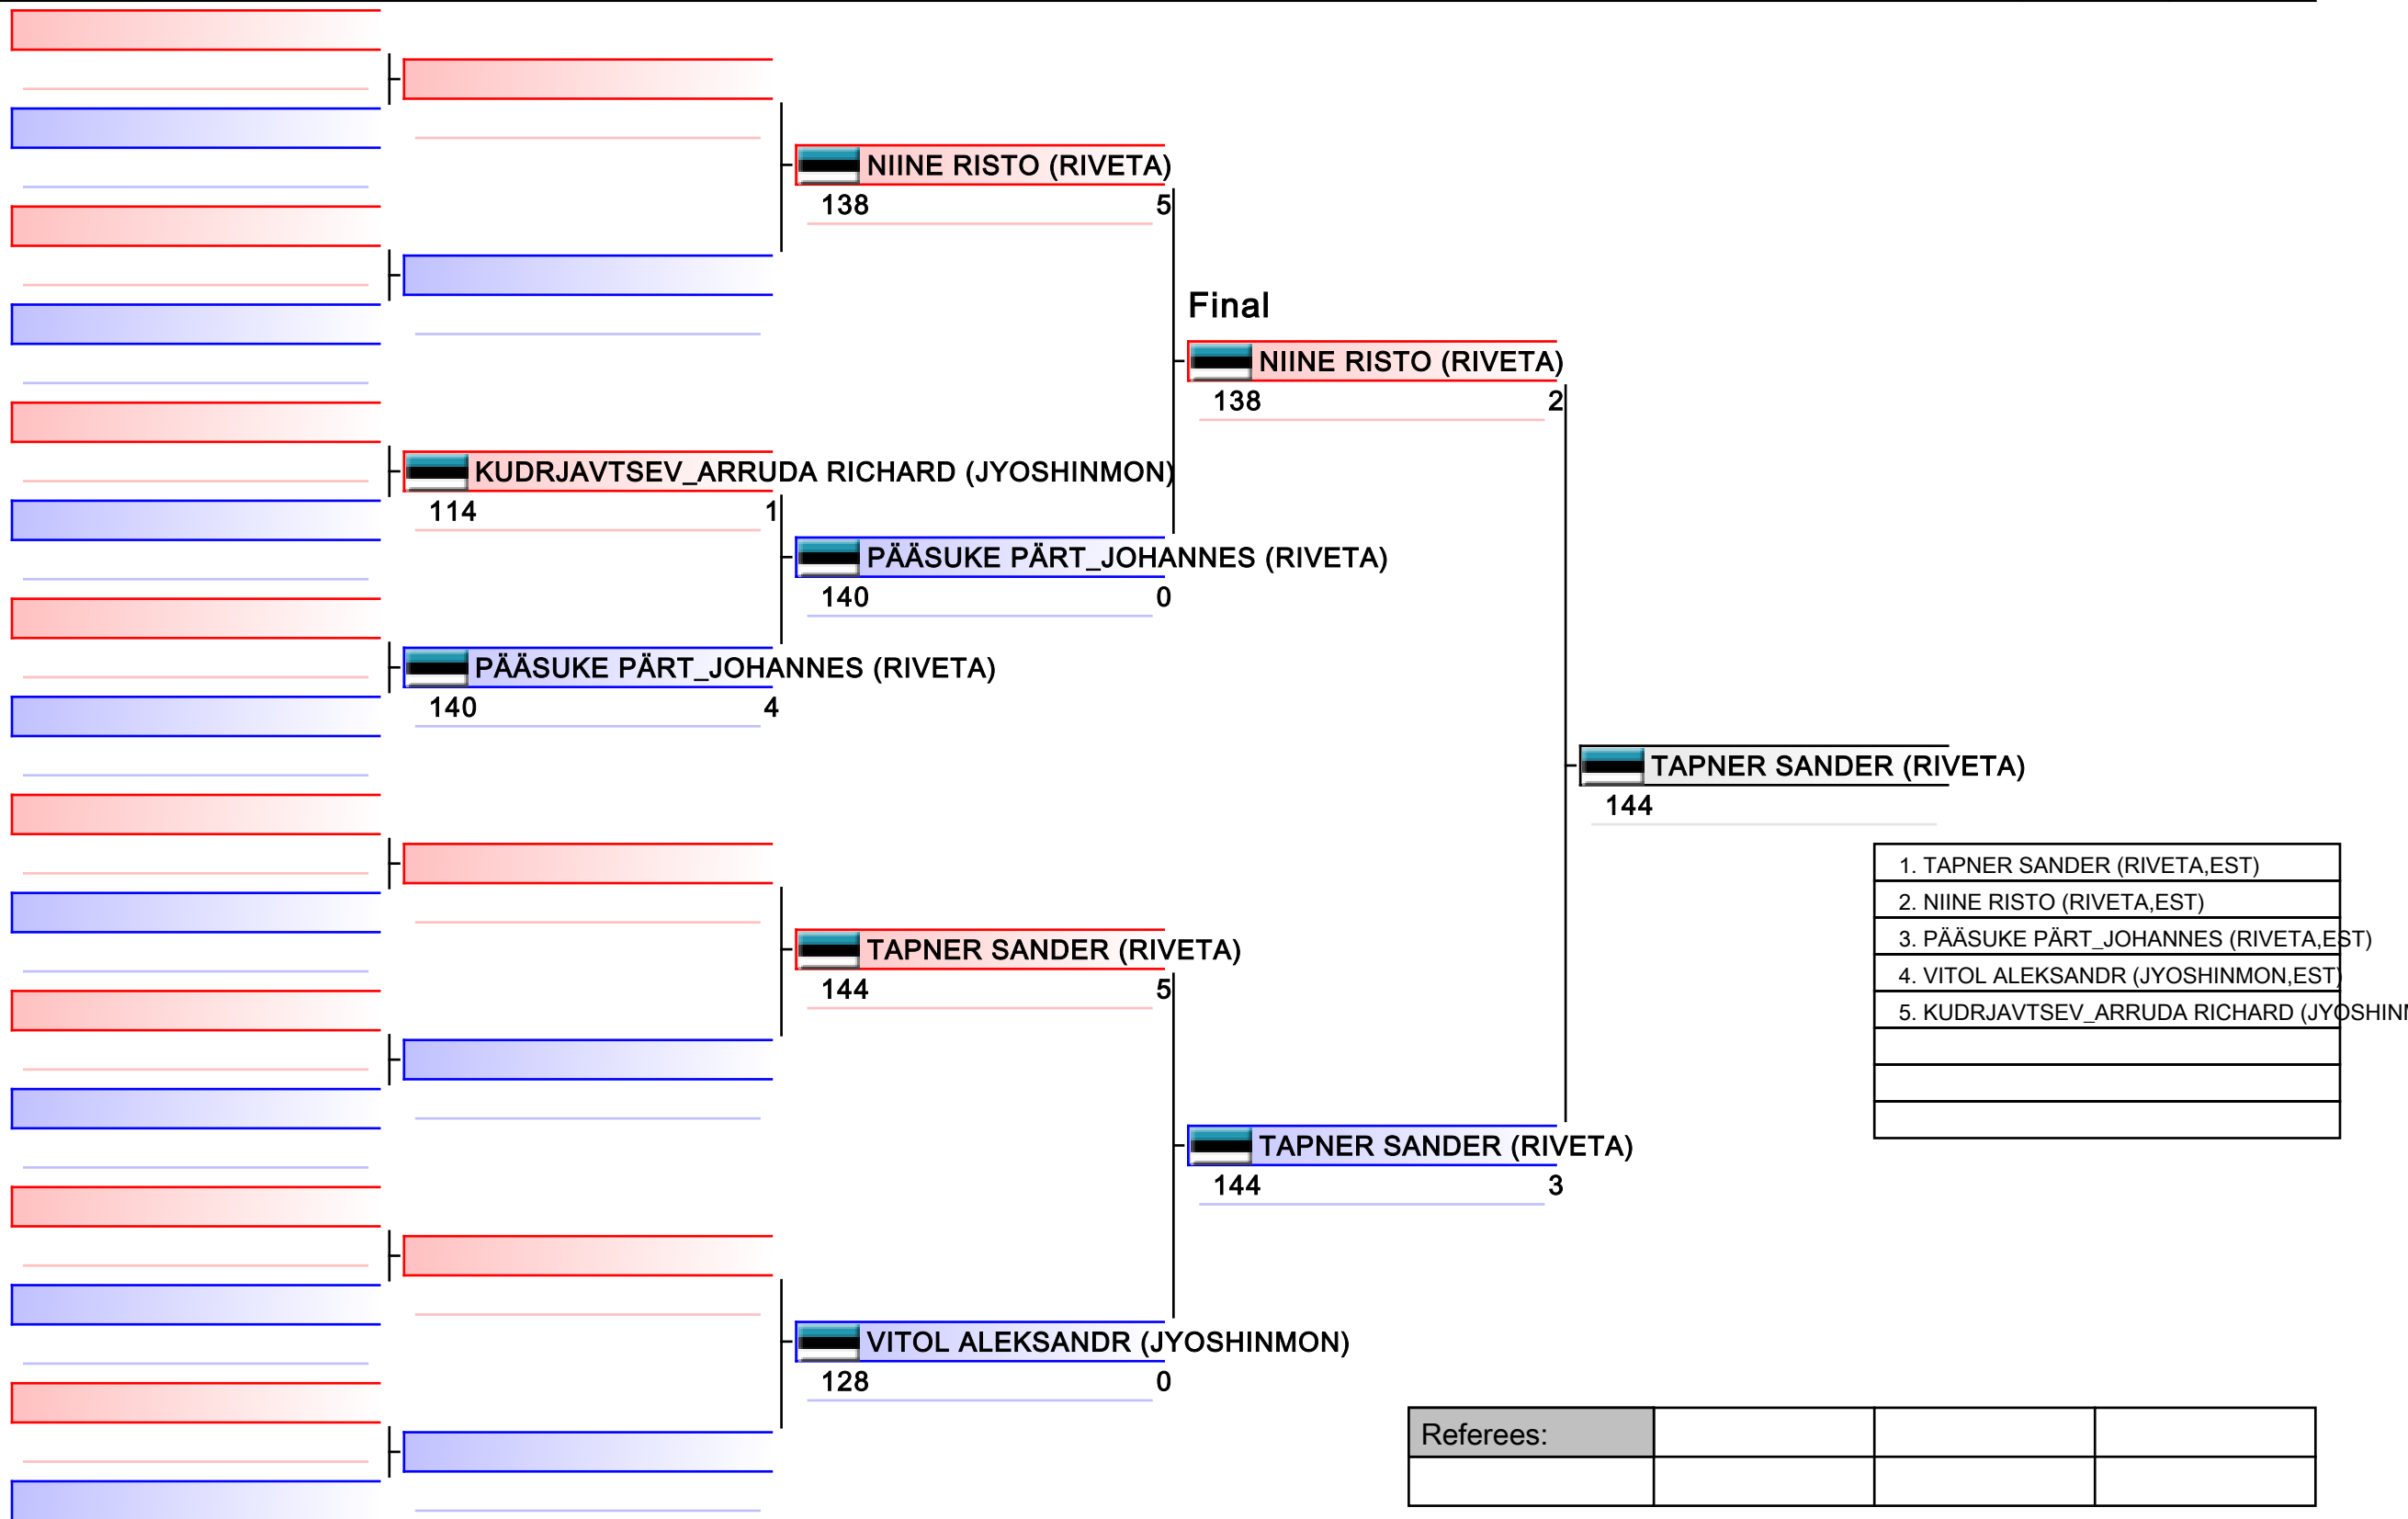 NIINE RISTO (RIVETA)
138 5
Final
NIINE RISTO (RIVETA)
138 2
KUDRJAVTSEV_ARRUDA RICHARD (JYOSHINMON)
114 1
PÄÄSUKE PÄRT_JOHANNES (RIVETA)
140 0
PÄÄSUKE PÄRT_JOHANNES (RIVETA)
140 4
TAPNER SANDER (RIVETA)
144
1. TAPNER SANDER (RIVETA,EST)
2. NIINE RISTO (RIVETA,EST)
3. PÄÄSUKE PÄRT_JOHANNES (RIVETA,EST)
4. VITOL ALEKSANDR (JYOSHINMON,EST)
5. KUDRJAVTSEV_ARRUDA RICHARD
TAPNER SANDER (RIVETA)
144 5
TAPNER SANDER (RIVETA)
144 3
VITOL ALEKSANDR (JYOSHINMON)
128 0
Referees: